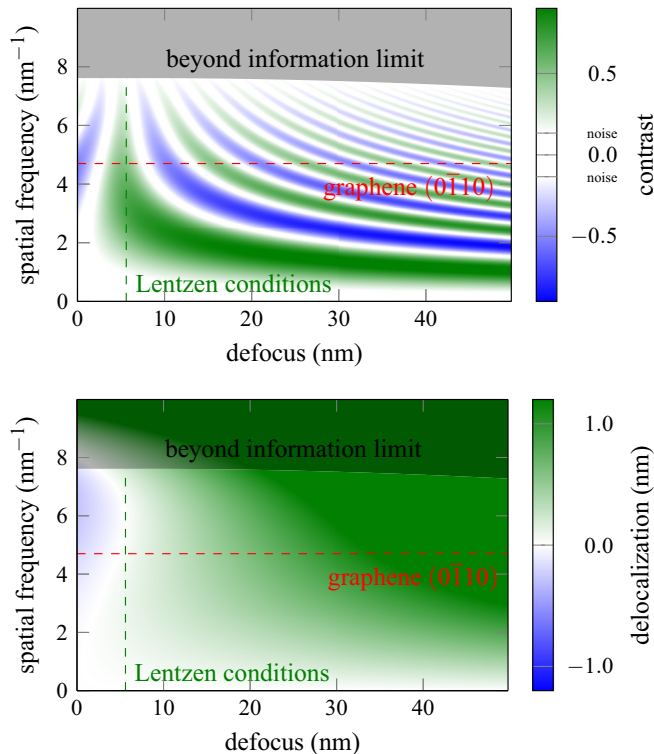 beyond information limit
graphene (01̅10)
Lentzen conditions
8
6
4
2
0
0
10
20
30
40
spatial frequency (nm⁻¹)
defocus (nm)
0.5
noise
0.0
noise
−0.5
contrast
beyond information limit
graphene (01̅10)
Lentzen conditions
8
6
4
2
0
0
10
20
30
40
spatial frequency (nm⁻¹)
defocus (nm)
1.0
0.0
−1.0
delocalization (nm)